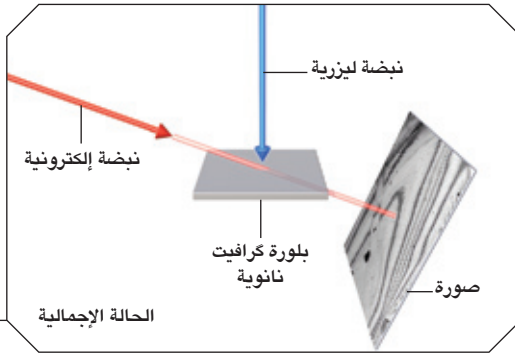 نبضة ليزرية
نبضة إلكترونية
بلورة گرافيت
نانوية
صورة
الحالة الإجمالية